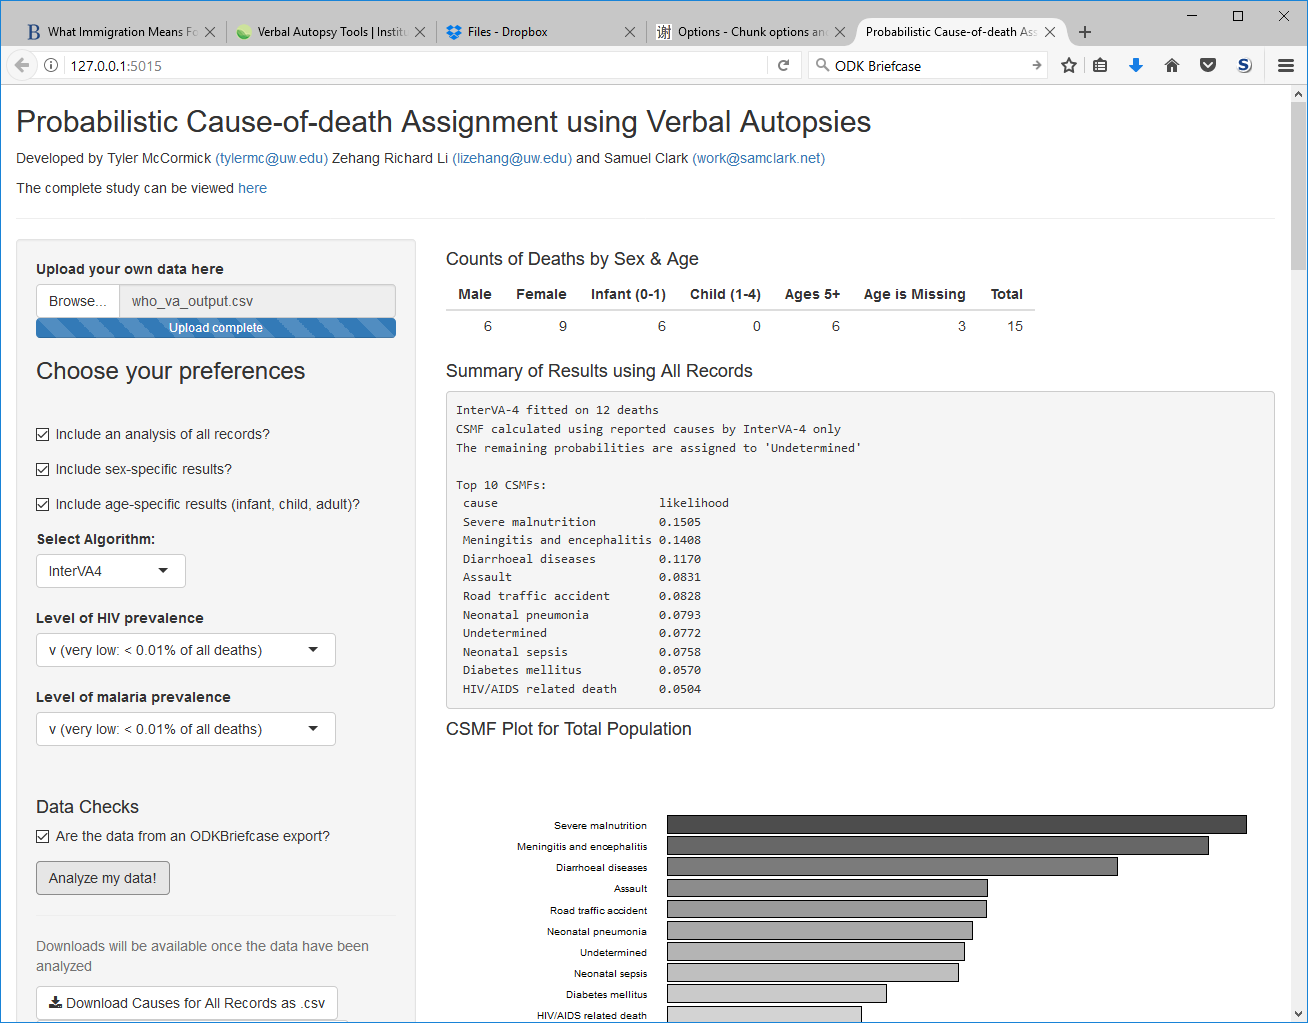 What Immigration Means Fo
Verbal Autopsy Tools | Institu
Files - Dropbox
谢 Options - Chunk options and
Probabilistic Cause-of-death As
127.0.0.1:5015
ODK Briefcase
Probabilistic Cause-of-death Assignment using Verbal Autopsies
Developed by Tyler McCormick (tylermc@uw.edu) Zehang Richard Li (lizehang@uw.edu) and Samuel Clark (work@samclark.net)
The complete study can be viewed here
Upload your own data here
Browse... who_va_output.csv
Upload complete
Choose your preferences
Include an analysis of all records?
Include sex-specific results?
Include age-specific results (infant, child, adult)?
Select Algorithm:
InterVA4
Level of HIV prevalence
v (very low: < 0.01% of all deaths)
Level of malaria prevalence
v (very low: < 0.01% of all deaths)
Data Checks
Are the data from an ODKBriefcase export?
Analyze my data!
Downloads will be available once the data have been
analyzed
Download Causes for All Records as .csv
Counts of Deaths by Sex & Age
Male Female Infant (0-1) Child (1-4) Ages 5+ Age is Missing Total
6 9 6 0 6 3 15
Summary of Results using All Records
InterVA-4 fitted on 12 deaths
CSMF calculated using reported causes by InterVA-4 only
The remaining probabilities are assigned to 'Undetermined'
Top 10 CSMFs:
cause likelihood
Severe malnutrition 0.1505
Meningitis and encephalitis 0.1408
Diarrhoeal diseases 0.1170
Assault 0.0831
Road traffic accident 0.0828
Neonatal pneumonia 0.0793
Undetermined 0.0772
Neonatal sepsis 0.0758
Diabetes mellitus 0.0570
HIV/AIDS related death 0.0504
CSMF Plot for Total Population
Severe malnutrition
Meningitis and encephalitis
Diarrhoeal diseases
Assault
Road traffic accident
Neonatal pneumonia
Undetermined
Neonatal sepsis
Diabetes mellitus
HIV/AIDS related death